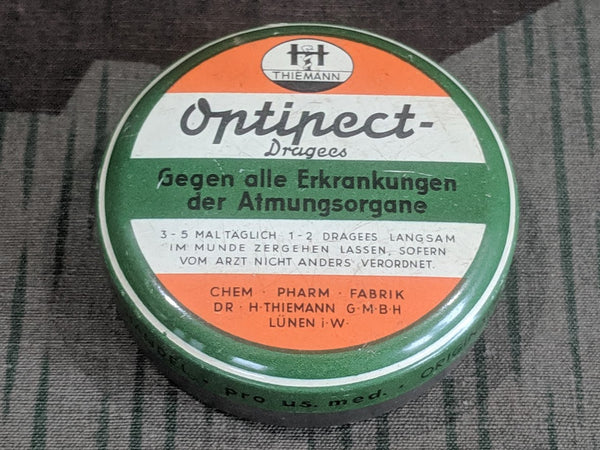 H H
THIEMANN
Optipect-
Dragees
Gegen alle Erkrankungen
der Atmungsorgane
3-5 MAL TÄGLICH 1-2 DRAGEES LANGSAM
IM MUNDE ZERGEHEN LASSEN, SOFERN
VOM ARZT NICHT ANDERS VERORDNET.
CHEM · PHARM · FABRIK
DR · H · THIEMANN G·M·B·H
LÜNEN i·W·
pro us. med. ·